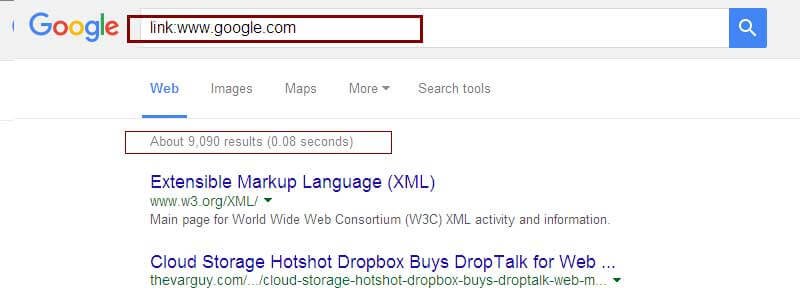 Google link:www.google.com
Web Images Maps More Search tools
About 9,090 results (0.08 seconds)
Extensible Markup Language (XML)
www.w3.org/XML/
Main page for World Wide Web Consortium (W3C) XML activity and information.
Cloud Storage Hotshot Dropbox Buys DropTalk for Web ...
thevarguy.com/.../cloud-storage-hotshot-dropbox-buys-droptalk-web-m...